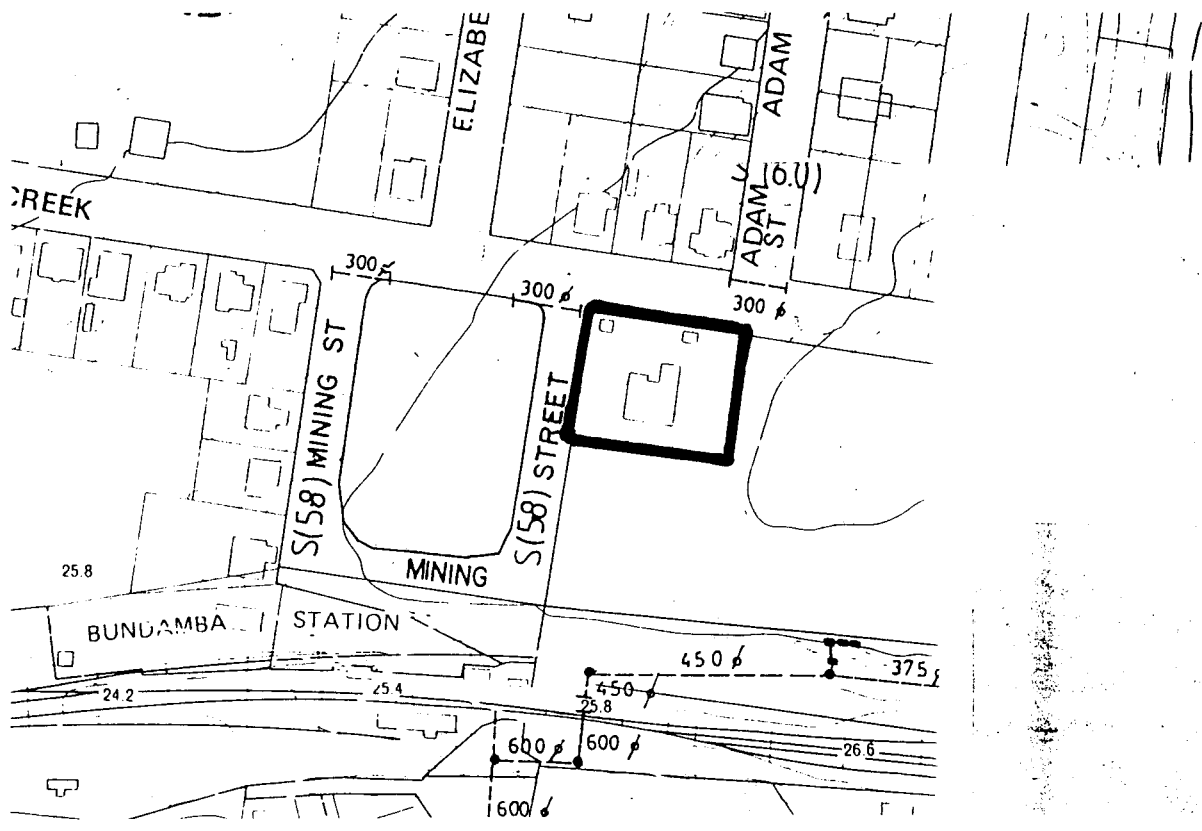 ELIZABE
ADAM
(6.0)
ADAM
ST
CREEK
300
300 ø
300 ø
S(58) MINING ST
S(58) STREET
MINING
25.8
BUNDAMBA STATION
450 ø
375
450
24.2
25.4
25.8
600 ø
600 ø
26.6
600 ø